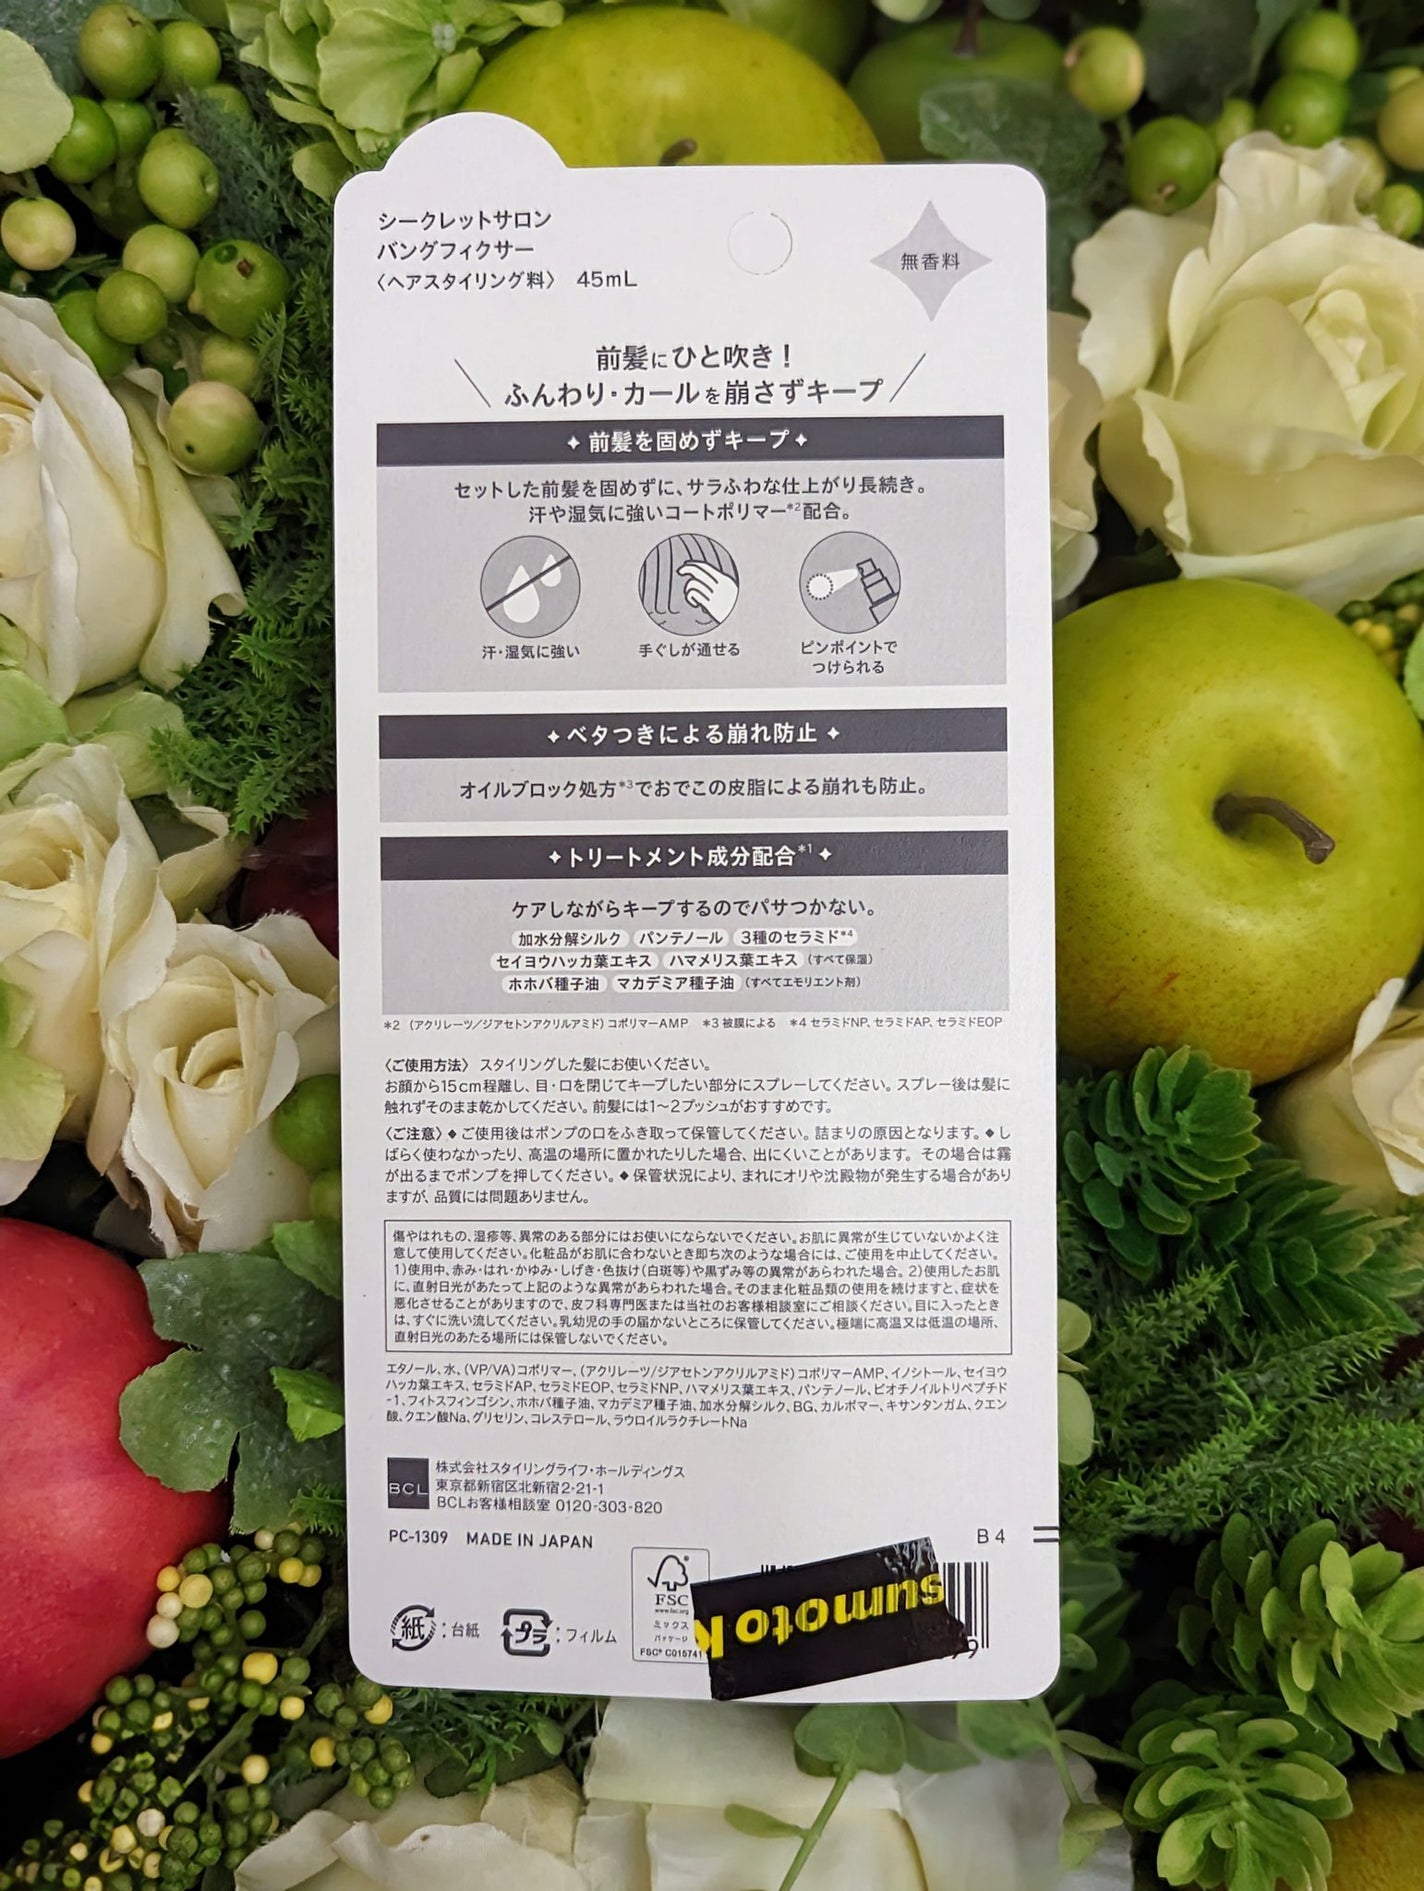 シークレットサロン
バングフィクサー
〈ヘアスタイリング料〉 45mL
無香料
前髪にひと吹き！
ふんわり・カールを崩さずキープ
前髪を固めずキープ
セットした前髪を固めずに、サラふわな仕上がり長続き。
汗や湿気に強いコートポリマー*2配合。
汗・湿気に強い
手ぐしが通せる
ピンポイントで
つけられる
ベタつきによる崩れ防止
オイルブロック処方*3でおでこの皮脂による崩れも防止。
トリートメント成分配合*1
ケアしながらキープするのでパサつかない。
加水分解シルク パンテノール 3種のセラミド*4
セイヨウハッカ葉エキス ハマメリス葉エキス (すべて保湿)
ホホバ種子油 マカデミア種子油 (すべてエモリエント剤)
*2 (アクリレーツ/ジアセトンアクリルアミド)コポリマーAMP *3 被膜による *4 セラミドNP、セラミドAP、セラミドEOP
〈ご使用方法〉 スタイリングした髪にお使いください。
お顔から15cm程離し、目・口を閉じてキープしたい部分にスプレーしてください。スプレー後は髪に
触れずそのまま乾かしてください。前髪には1～2プッシュがおすすめです。
〈ご注意〉◆ご使用後はポンプの口をふき取って保管してください。詰まりの原因となります。◆し
ばらく使わなかったり、高温の場所に置かれたりした場合、出にくいことがあります。その場合は霧
が出るまでポンプを押してください。◆保管状況により、まれにオリや沈殿物が発生する場合があり
ますが、品質には問題ありません。
傷やはれもの、湿疹等、異常のある部分にはお使いにならないでください。お肌に異常が生じていないかよく注
意して使用してください。化粧品がお肌に合わないとき即ち次のような場合には、ご使用を中止してください。
1)使用中、赤み・はれ・かゆみ・しげき・色抜け(白斑等)や黒ずみ等の異常があらわれた場合。2)使用したお肌
に、直射日光があたって上記のような異常があらわれた場合。そのまま化粧品類の使用を続けますと、症状を
悪化させることがありますので、皮フ科専門医または当社のお客様相談室にご相談ください。目に入ったとき
は、すぐに洗い流してください。乳幼児の手の届かないところに保管してください。極端に高温又は低温の場所、
直射日光のあたる場所には保管しないでください。
エタノール、水、(VP/VA)コポリマー、(アクリレーツ/ジアセトンアクリルアミド)コポリマーAMP、イノシトール、セイヨウ
ハッカ葉エキス、セラミドAP、セラミドEOP、セラミドNP、ハマメリス葉エキス、パンテノール、ビオチノイルトリペプチド
-1、フィトスフィンゴシン、ホホバ種子油、マカデミア種子油、加水分解シルク、BG、カルボマー、キサンタンガム、クエン
酸、クエン酸Na、グリセリン、コレステロール、ラウロイルラクチレートNa
BCL
株式会社スタイリングライフ・ホールディングス
東京都新宿区北新宿2-21-1
BCLお客様相談室 0120-303-820
PC-1309 MADE IN JAPAN
B4
紙：台紙
プラ：フィルム
FSC
www.fsc.org
ミックス
パッケージ
FSC® C015741
sumoto k